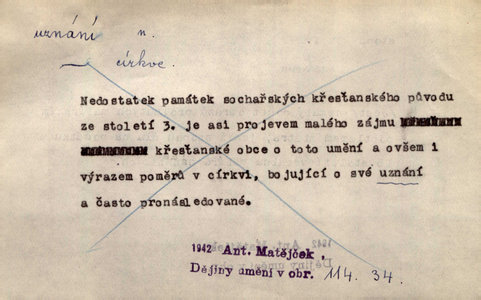 uznání n.
— církve.
Nedostatek památek sochařských křesťanského původu
ze století 3. je asi projevem malého zájmu
křesťanské obce o toto umění a ovšem i
výrazem poměrů v církvi, bojující o své uznání
a často pronásledované.
1942 Ant. Matějček,
Dějiny umění v obr. 114. 34.